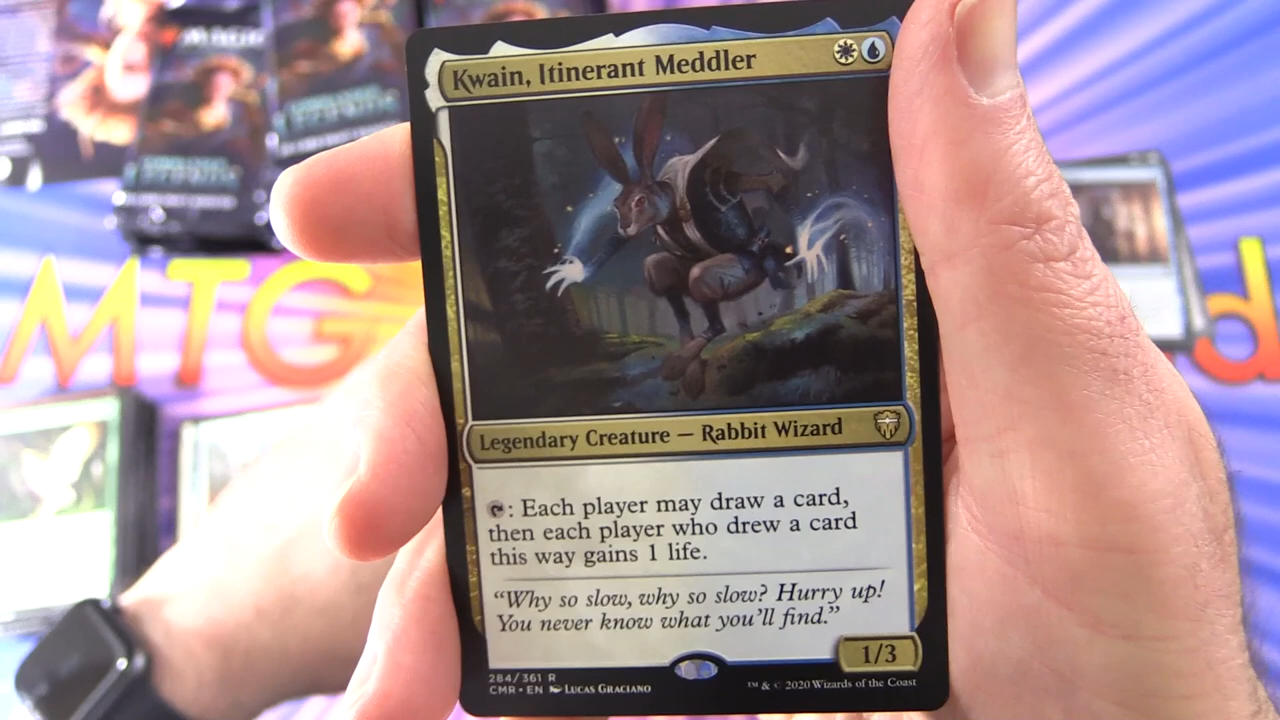 MAGIC
MTG
d
Kwain, Itinerant Meddler
Legendary Creature — Rabbit Wizard
: Each player may draw a card,
then each player who drew a card
this way gains 1 life.
“Why so slow, why so slow? Hurry up!
You never know what you’ll find.”
1/3
284/361 R
CMR • EN LUCAS GRACIANO
™ & © 2020 Wizards of the Coast